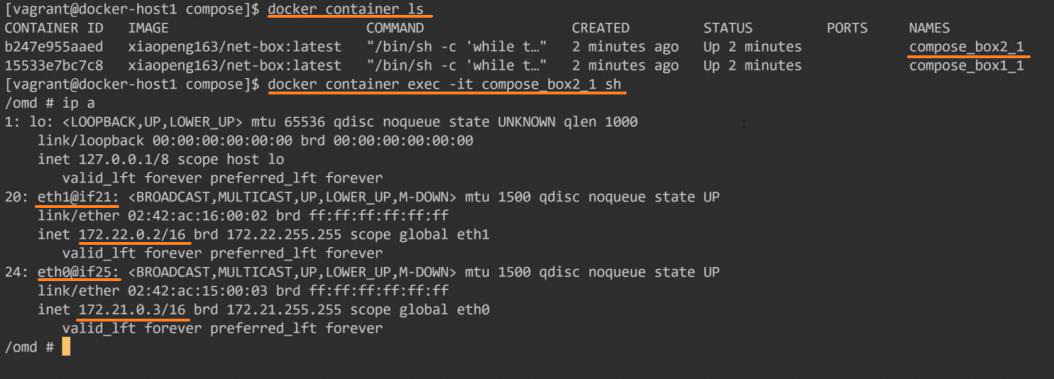 [vagrant@docker-host1 compose]$ docker container ls
CONTAINER ID   IMAGE                        COMMAND                  CREATED         STATUS         PORTS     NAMES
b247e955aaed   xiaopeng163/net-box:latest   "/bin/sh -c 'while t…"   2 minutes ago   Up 2 minutes             compose_box2_1
15533e7bc7c8   xiaopeng163/net-box:latest   "/bin/sh -c 'while t…"   2 minutes ago   Up 2 minutes             compose_box1_1
[vagrant@docker-host1 compose]$ docker container exec -it compose_box2_1 sh
/omd # ip a
1: lo: <LOOPBACK,UP,LOWER_UP> mtu 65536 qdisc noqueue state UNKNOWN qlen 1000
    link/loopback 00:00:00:00:00:00 brd 00:00:00:00:00:00
    inet 127.0.0.1/8 scope host lo
       valid_lft forever preferred_lft forever
20: eth1@if21: <BROADCAST,MULTICAST,UP,LOWER_UP,M-DOWN> mtu 1500 qdisc noqueue state UP
    link/ether 02:42:ac:16:00:02 brd ff:ff:ff:ff:ff:ff
    inet 172.22.0.2/16 brd 172.22.255.255 scope global eth1
       valid_lft forever preferred_lft forever
24: eth0@if25: <BROADCAST,MULTICAST,UP,LOWER_UP,M-DOWN> mtu 1500 qdisc noqueue state UP
    link/ether 02:42:ac:15:00:03 brd ff:ff:ff:ff:ff:ff
    inet 172.21.0.3/16 brd 172.21.255.255 scope global eth0
       valid_lft forever preferred_lft forever
/omd #